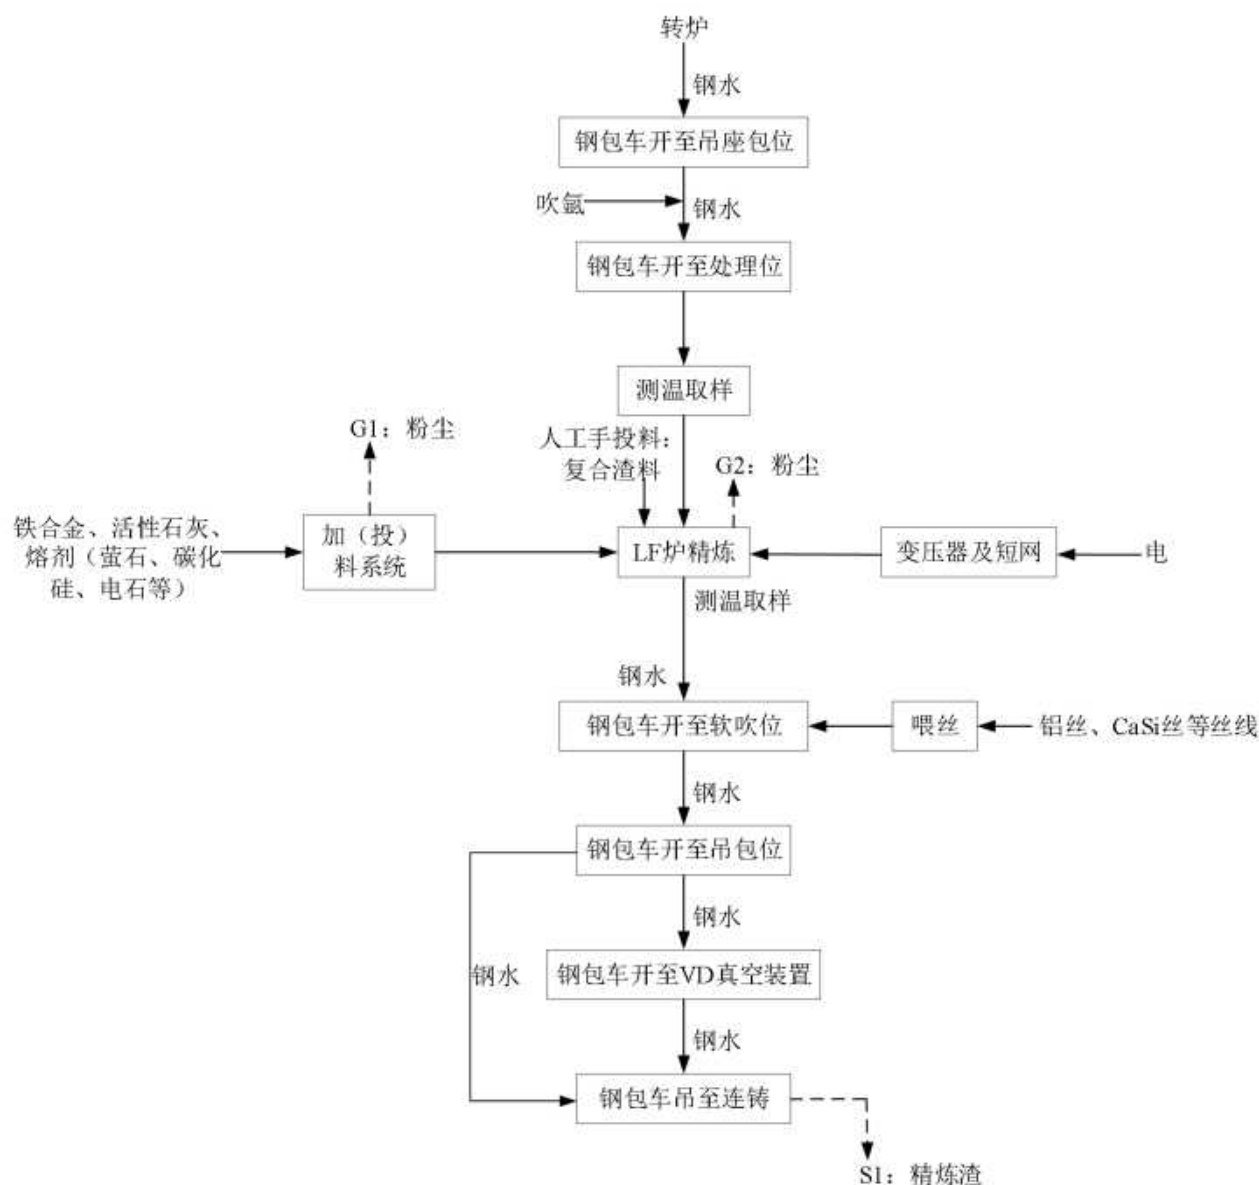 转炉
钢水
钢包车开至吊座包位
吹氩
钢水
钢包车开至处理位
测温取样
G1：粉尘
人工手投料：
复合渣料
G2：粉尘
铁合金、活性石灰、
熔剂（萤石、碳化
硅、电石等）
加（投）
料系统
LF炉精炼
变压器及短网
电
测温取样
钢水
钢包车开至软吹位
喂丝
铝丝、CaSi丝等丝线
钢水
钢包车开至吊包位
钢水
钢水
钢包车开至VD真空装置
钢水
钢包车吊至连铸
S1：精炼渣